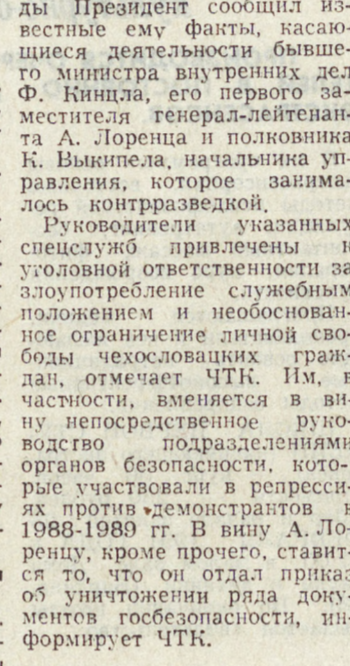 ды Президент сообщил из-
вестные ему факты, касаю-
щиеся деятельности бывше-
го министра внутренних дел
Ф. Кинцла, его первого за-
местителя генерал-лейтенан-
та А. Лоренца и полковника
К. Выкипела, начальника уп-
равления, которое занима-
лось контрразведкой.
Руководители указанных
спецслужб привлечены к
уголовной ответственности за
злоупотребление служебным
положением и необоснован-
ное ограничение личной сво-
боды чехословацких граж-
дан, отмечает ЧТК. Им, в
частности, вменяется в ви-
ну непосредственное руко-
водство подразделениями
органов безопасности, кото-
рые участвовали в репресси-
ях против демонстрантов в
1988-1989 гг. В вину А. Ло-
ренцу, кроме прочего, ставит-
ся то, что он отдал приказ
об уничтожении ряда доку-
ментов госбезопасности, ин-
формирует ЧТК.